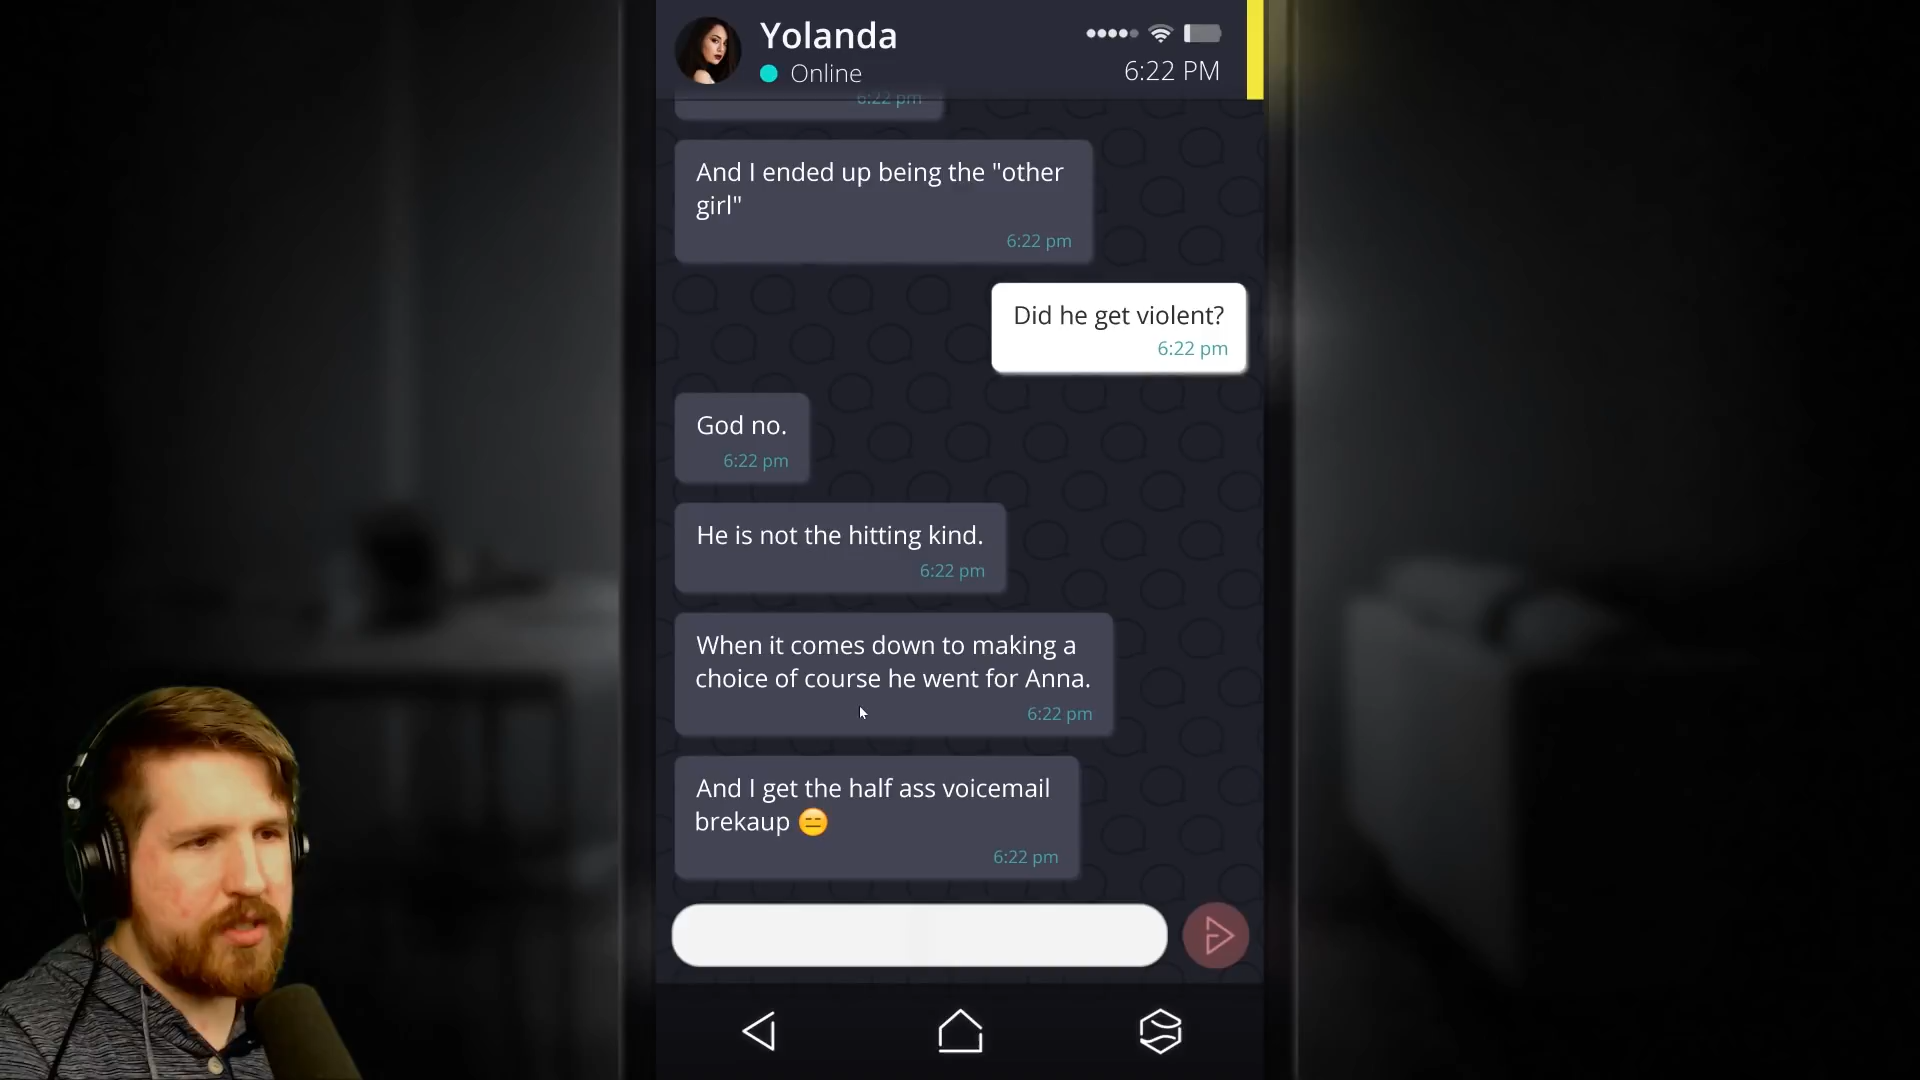 Yolanda
Online
6:22 PM
6:22 pm
And I ended up being the "other
girl"
6:22 pm
Did he get violent?
6:22 pm
God no.
6:22 pm
He is not the hitting kind.
6:22 pm
When it comes down to making a
choice of course he went for Anna.
6:22 pm
And I get the half ass voicemail
brekaup 😑
6:22 pm